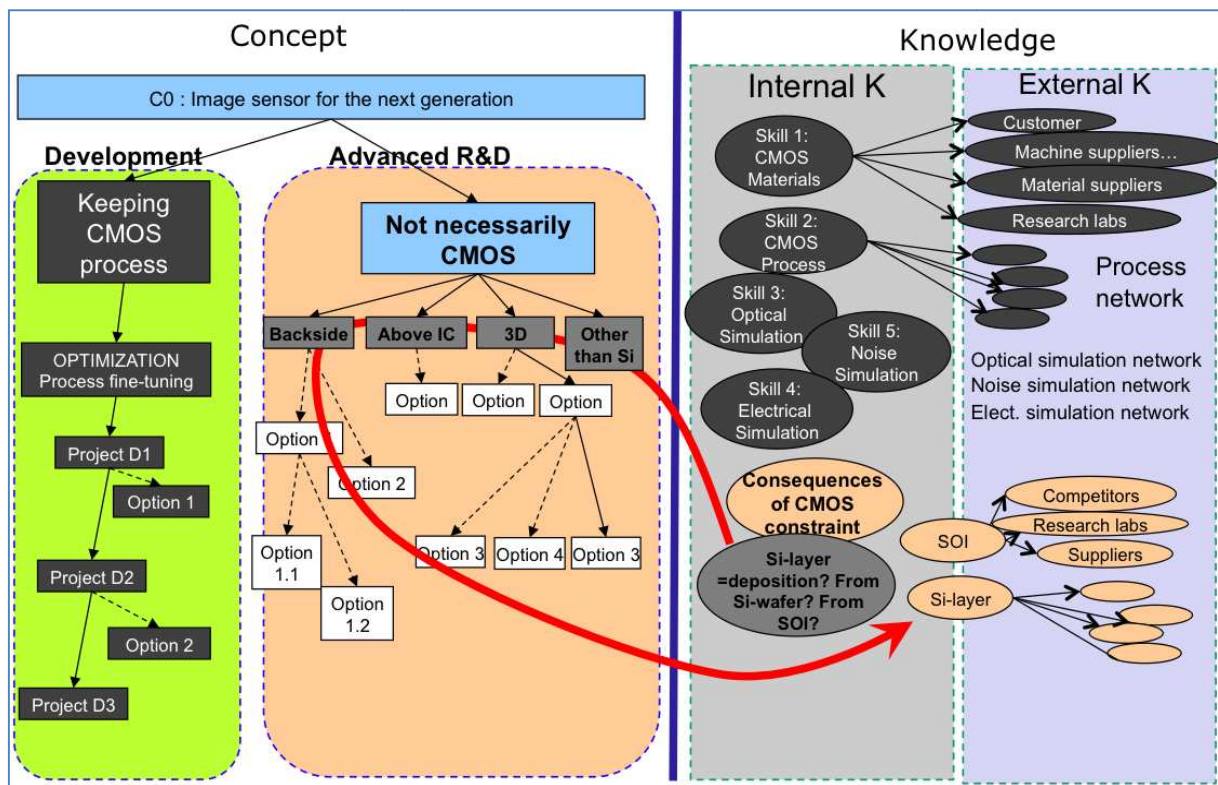 Concept
Knowledge
C0 : Image sensor for the next generation
Development
Advanced R&D
Keeping
CMOS
process
OPTIMIZATION
Process fine-tuning
Project D1
Option 1
Project D2
Option 2
Project D3
Not necessarily
CMOS
Backside
Above IC
3D
Other
than Si
Option
Option
Option
Option
Option 2
Option
1.1
Option
1.2
Option 3
Option 4
Option 3
Internal K
Skill 1:
CMOS
Materials
Skill 2:
CMOS
Process
Skill 3:
Optical
Simulation
Skill 5:
Noise
Simulation
Skill 4:
Electrical
Simulation
Consequences
of CMOS
constraint
Si-layer
=deposition? From
Si-wafer? From
SOI?
External K
Customer
Machine suppliers…
Material suppliers
Research labs
Process
network
Optical simulation network
Noise simulation network
Elect. simulation network
SOI
Competitors
Research labs
Suppliers
Si-layer